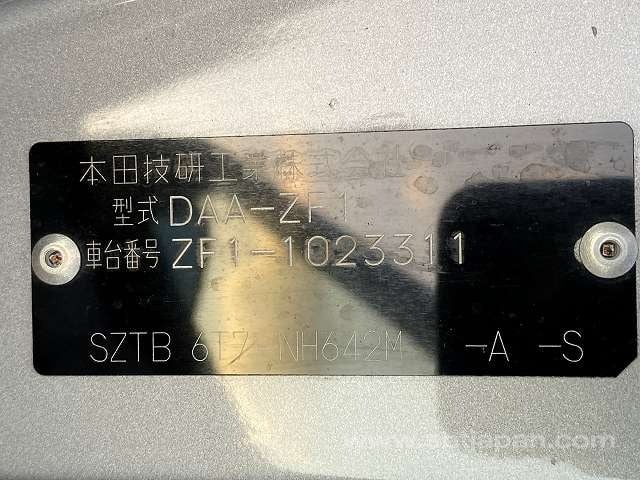 本田技研工業株式会社
型式 DAA-ZF1
車台番号 ZF1-1023311
SZTB 6T7 NH642M -A -S